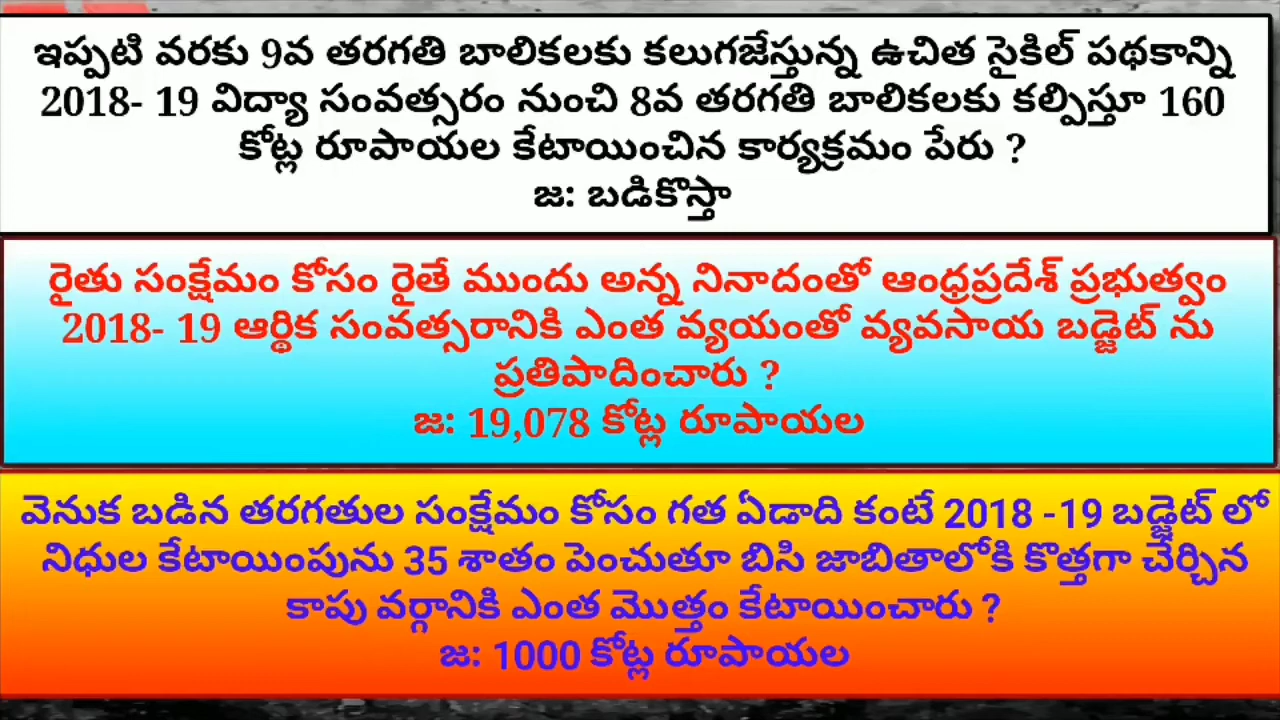 ఇప్పటి వరకు 9వ తరగతి బాలికలకు కలుగజేస్తున్న ఉచిత సైకిల్ పథకాన్ని
2018- 19 విద్యా సంవత్సరం నుంచి 8వ తరగతి బాలికలకు కల్పిస్తూ 160
కోట్ల రూపాయల కేటాయించిన కార్యక్రమం పేరు ?
జ: బడికొస్తా
రైతు సంక్షేమం కోసం రైతే ముందు అన్న నినాదంతో ఆంధ్రప్రదేశ్ ప్రభుత్వం
2018- 19 ఆర్థిక సంవత్సరానికి ఎంత వ్యయంతో వ్యవసాయ బడ్జెట్ ను
ప్రతిపాదించారు ?
జ: 19,078 కోట్ల రూపాయల
వెనుక బడిన తరగతుల సంక్షేమం కోసం గత ఏడాది కంటే 2018 -19 బడ్జెట్ లో
నిధుల కేటాయింపును 35 శాతం పెంచుతూ బిసి జాబితాలోకి కొత్తగా చేర్చిన
కాపు వర్గానికి ఎంత మొత్తం కేటాయించారు ?
జ: 1000 కోట్ల రూపాయల